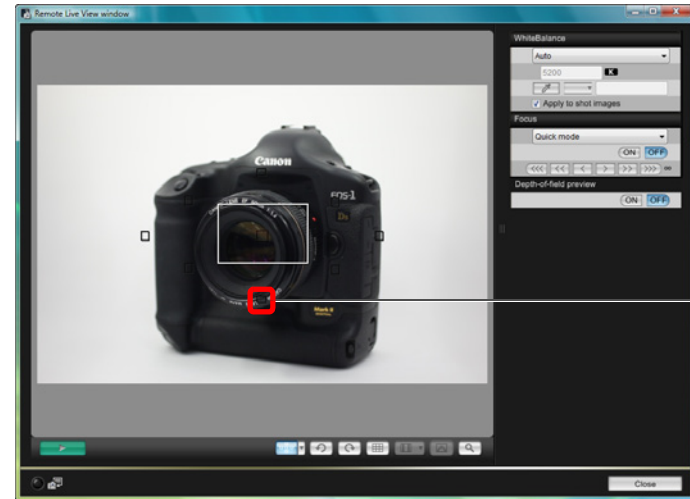 Remote Live View window
WhiteBalance
Auto
5200
K
Apply to shot images
Focus
Quick mode
ON OFF
Depth-of-field preview
ON OFF
Canon
EOS-1
Ds
Mark II
DIGITAL
Close